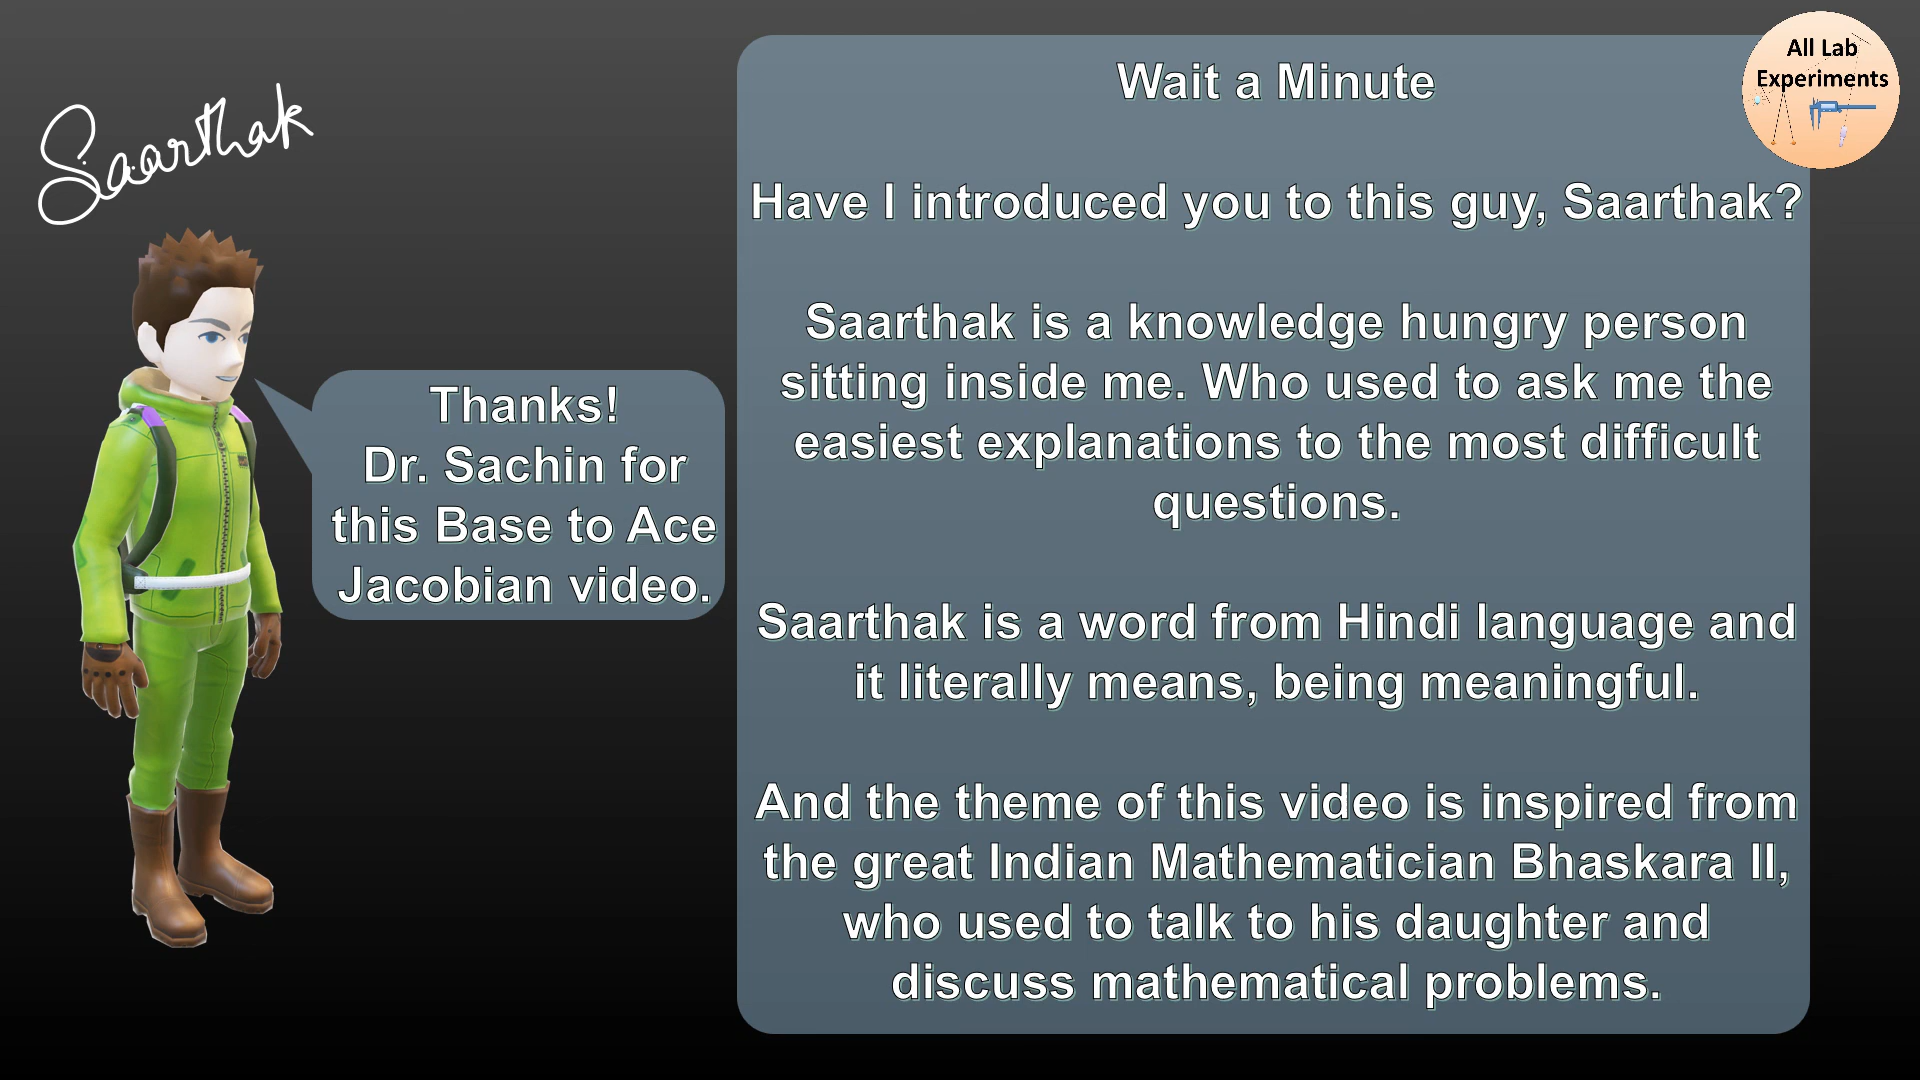 Saarthak
Thanks!
Dr. Sachin for
this Base to Ace
Jacobian video.
Wait a Minute
Have I introduced you to this guy, Saarthak?
Saarthak is a knowledge hungry person
sitting inside me. Who used to ask me the
easiest explanations to the most difficult
questions.
Saarthak is a word from Hindi language and
it literally means, being meaningful.
And the theme of this video is inspired from
the great Indian Mathematician Bhaskara II,
who used to talk to his daughter and
discuss mathematical problems.
All Lab
Experiments